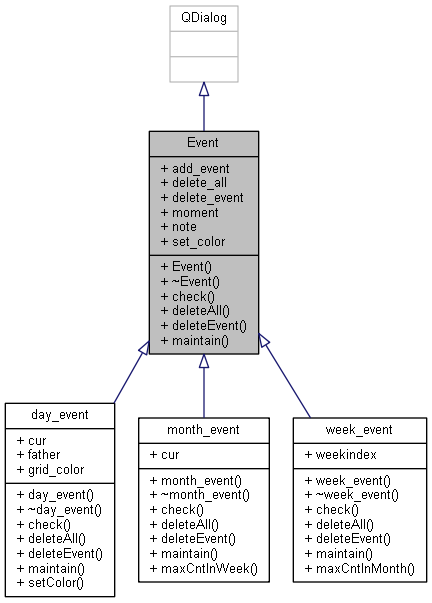 QDialog
Event
+ add_event
+ delete_all
+ delete_event
+ moment
+ note
+ set_color
+ Event()
+ ~Event()
+ check()
+ deleteAll()
+ deleteEvent()
+ maintain()
day_event
+ cur
+ father
+ grid_color
+ day_event()
+ ~day_event()
+ check()
+ deleteAll()
+ deleteEvent()
+ maintain()
+ setColor()
month_event
+ cur
+ month_event()
+ ~month_event()
+ check()
+ deleteAll()
+ deleteEvent()
+ maintain()
+ maxCntInWeek()
week_event
+ weekindex
+ week_event()
+ ~week_event()
+ check()
+ deleteAll()
+ deleteEvent()
+ maintain()
+ maxCntInMonth()